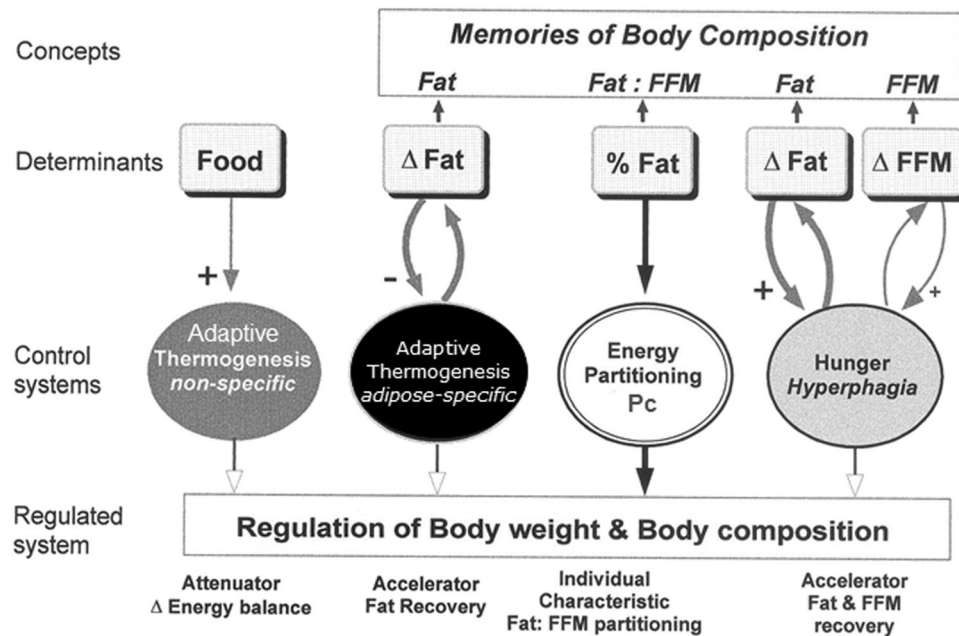 Concepts
Memories of Body Composition
Fat
Fat : FFM
Fat
FFM
Determinants
Food
Δ Fat
% Fat
Δ Fat
Δ FFM
+
-
+
+
Control
systems
Adaptive
Thermogenesis
non-specific
Adaptive
Thermogenesis
adipose-specific
Energy
Partitioning
Pc
Hunger
Hyperphagia
Regulated
system
Regulation of Body weight & Body composition
Attenuator
Δ Energy balance
Accelerator
Fat Recovery
Individual
Characteristic
Fat: FFM partitioning
Accelerator
Fat & FFM
recovery